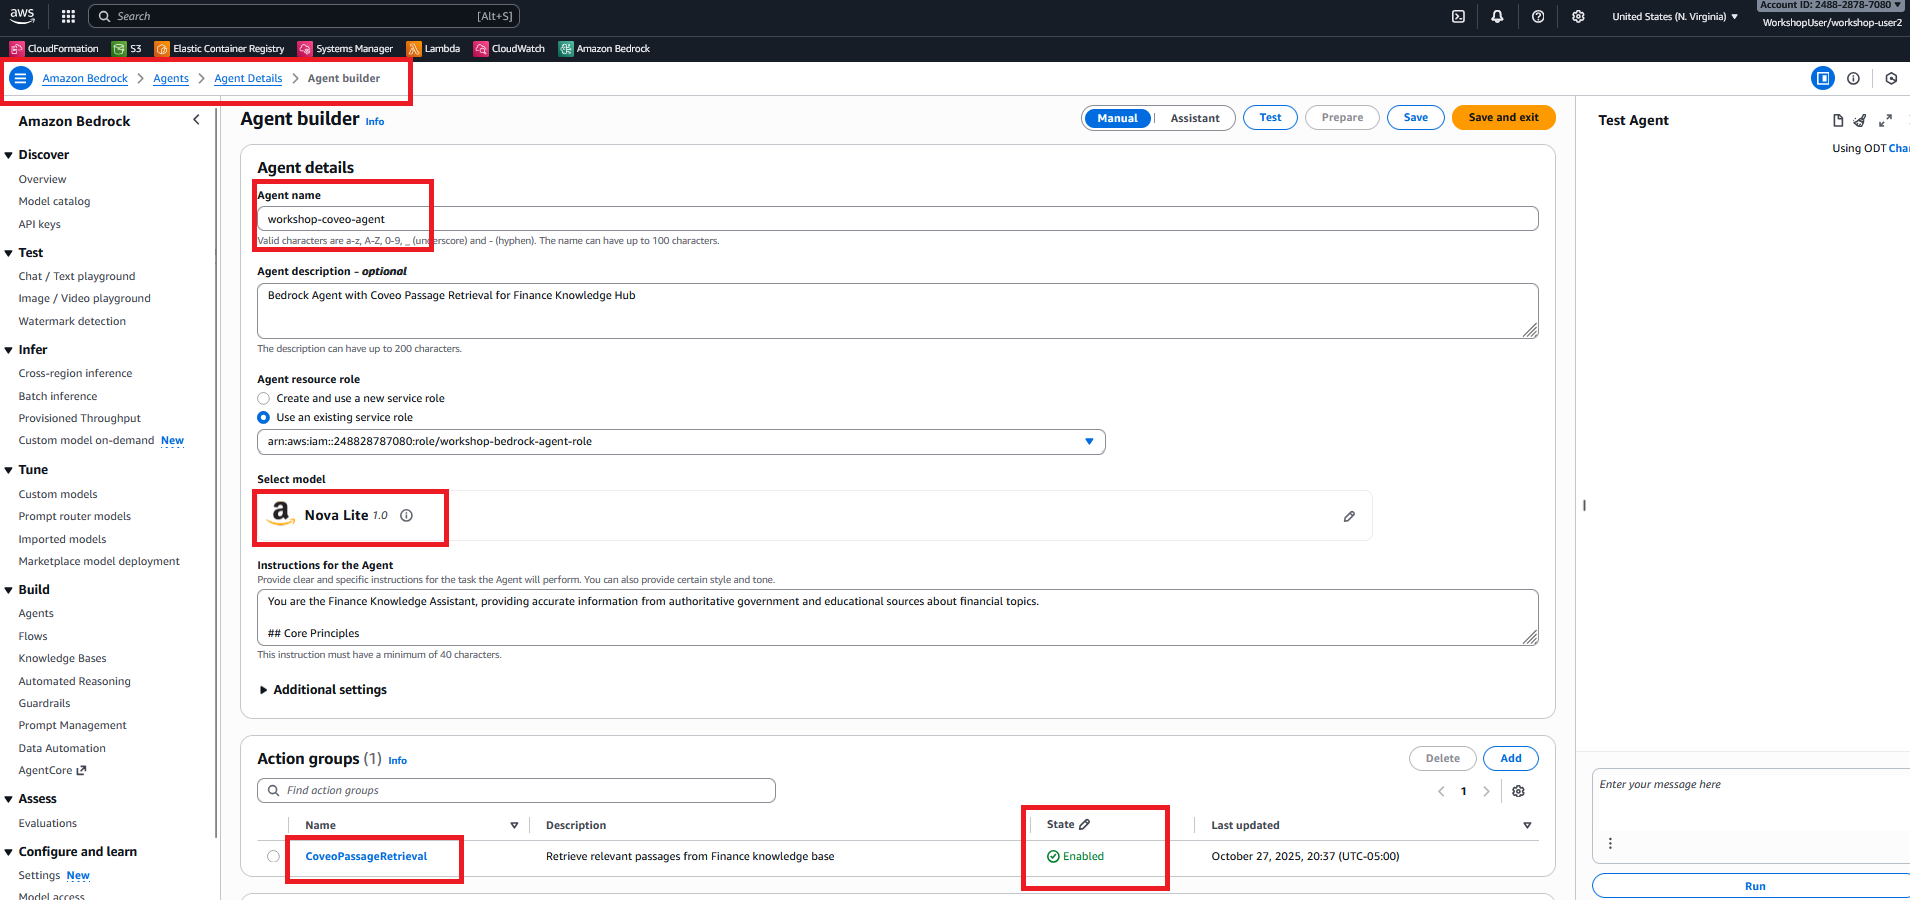 aws
Search
[Alt+S]
United States (N. Virginia)
Account ID: 2488-2878-7080
WorkshopUser/workshop-user2
CloudFormation
S3
Elastic Container Registry
Systems Manager
Lambda
CloudWatch
Amazon Bedrock
Amazon Bedrock
Agents
Agent Details
Agent builder
Amazon Bedrock
Discover
Overview
Model catalog
API keys
Test
Chat / Text playground
Image / Video playground
Watermark detection
Infer
Cross-region inference
Batch inference
Provisioned Throughput
Custom model on-demand New
Tune
Custom models
Prompt router models
Imported models
Marketplace model deployment
Build
Agents
Flows
Knowledge Bases
Automated Reasoning
Guardrails
Prompt Management
Data Automation
AgentCore
Assess
Evaluations
Configure and learn
Settings New
Model access
Agent builder Info
Manual
Assistant
Test
Prepare
Save
Save and exit
Agent details
Agent name
workshop-coveo-agent
Valid characters are a-z, A-Z, 0-9, _ (underscore) and - (hyphen). The name can have up to 100 characters.
Agent description - optional
Bedrock Agent with Coveo Passage Retrieval for Finance Knowledge Hub
The description can have up to 200 characters.
Agent resource role
Create and use a new service role
Use an existing service role
arn:aws:iam::248828787080:role/workshop-bedrock-agent-role
Select model
a
Nova Lite 1.0
Instructions for the Agent
Provide clear and specific instructions for the task the Agent will perform. You can also provide certain style and tone.
You are the Finance Knowledge Assistant, providing accurate information from authoritative government and educational sources about financial topics.
## Core Principles
This instruction must have a minimum of 40 characters.
Additional settings
Action groups (1) Info
Delete
Add
Find action groups
1
Name
Description
State
Last updated
CoveoPassageRetrieval
Retrieve relevant passages from Finance knowledge base
Enabled
October 27, 2025, 20:37 (UTC-05:00)
Test Agent
Using ODT Chan
Enter your message here
Run